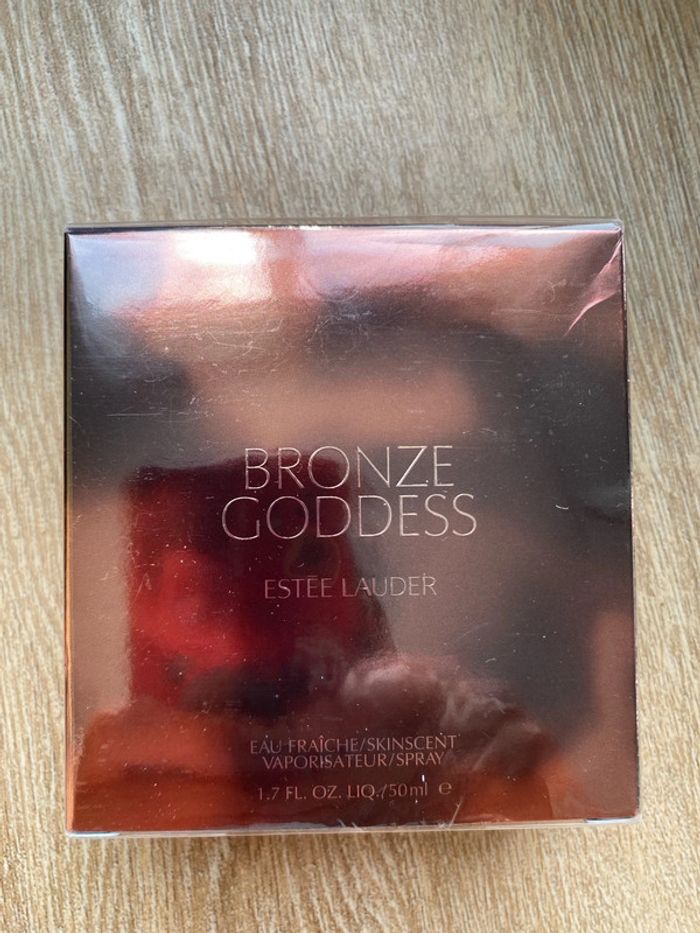 BRONZE
GODDESS
ESTĒE LAUDER
EAU FRAÎCHE/SKINSCENT
VAPORISATEUR/SPRAY
1.7 FL. OZ. LIQ./50ml ℮